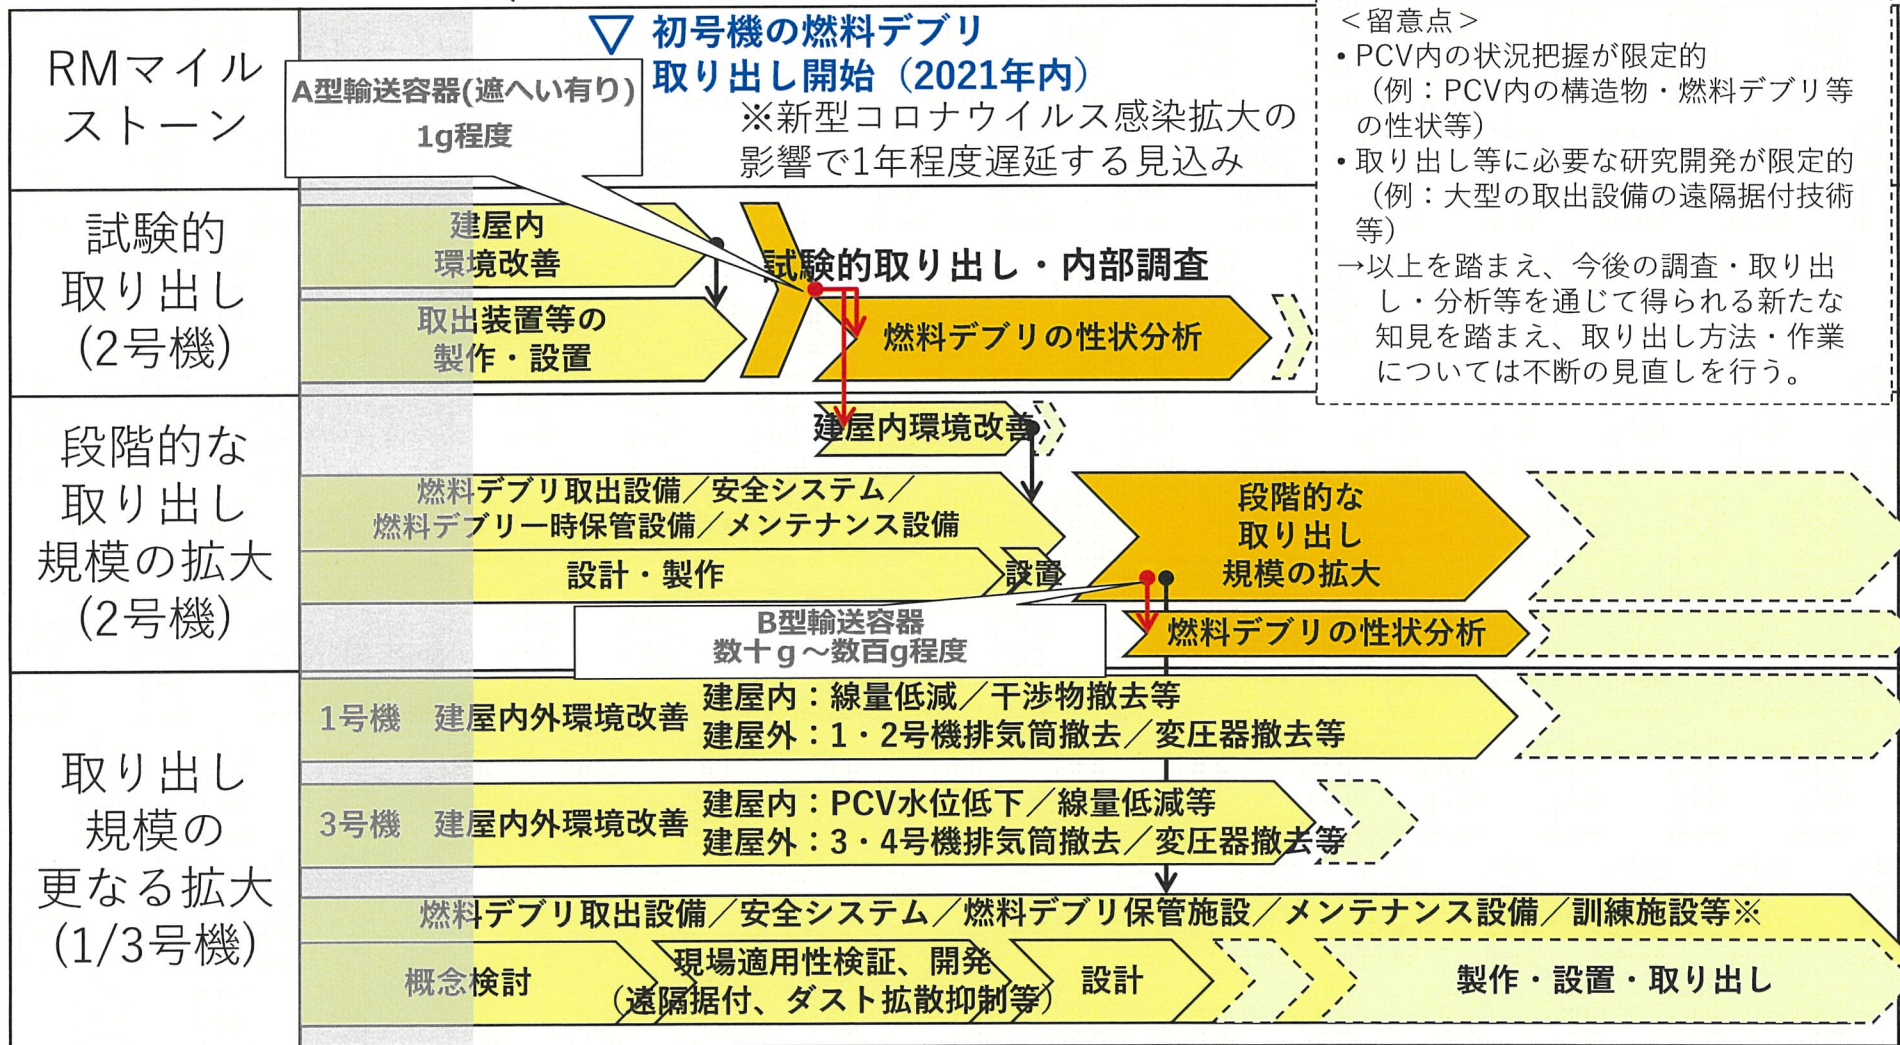 RMマイル
ストーン
▽ 初号機の燃料デブリ
取り出し開始（2021年内）
※新型コロナウイルス感染拡大の
影響で1年程度遅延する見込み
A型輸送容器(遮へい有り)
1g程度
＜留意点＞
• PCV内の状況把握が限定的
（例：PCV内の構造物・燃料デブリ等
の性状等）
• 取り出し等に必要な研究開発が限定的
（例：大型の取出設備の遠隔据付技術
等）
→以上を踏まえ、今後の調査・取り出
し・分析等を通じて得られる新たな
知見を踏まえ、取り出し方法・作業
については不断の見直しを行う。
試験的
取り出し
(2号機)
建屋内
環境改善
取出装置等の
製作・設置
試験的取り出し・内部調査
燃料デブリの性状分析
段階的な
取り出し
規模の拡大
(2号機)
建屋内環境改善
燃料デブリ取出設備／安全システム／
燃料デブリ一時保管設備／メンテナンス設備
設計・製作
設置
段階的な
取り出し
規模の拡大
B型輸送容器
数十ｇ～数百g程度
燃料デブリの性状分析
取り出し
規模の
更なる拡大
(1/3号機)
1号機　建屋内外環境改善
建屋内：線量低減／干渉物撤去等
建屋外：1・2号機排気筒撤去／変圧器撤去等
3号機　建屋内外環境改善
建屋内：PCV水位低下／線量低減等
建屋外：3・4号機排気筒撤去／変圧器撤去等
燃料デブリ取出設備／安全システム／燃料デブリ保管施設／メンテナンス設備／訓練施設等※
概念検討
現場適用性検証、開発
（遠隔据付、ダスト拡散抑制等）
設計
製作・設置・取り出し